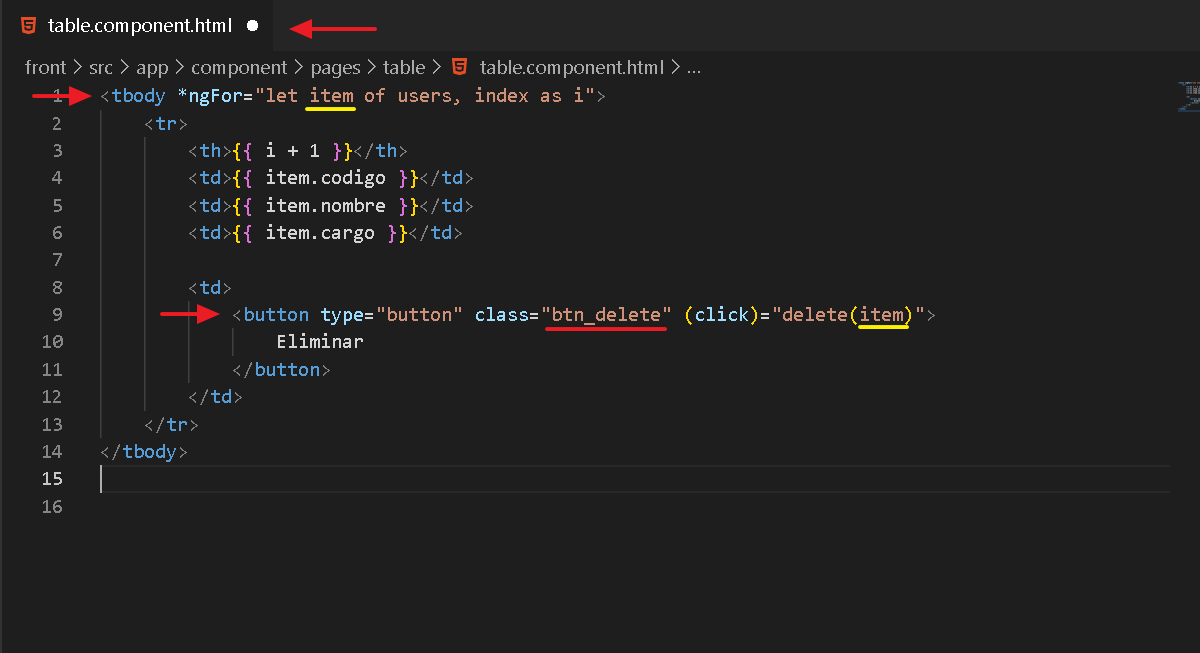 table.component.html
front > src > app > component > pages > table > table.component.html > ...
1 <tbody *ngFor="let item of users, index as i">
2 <tr>
3 <th>{{ i + 1 }}</th>
4 <td>{{ item.codigo }}</td>
5 <td>{{ item.nombre }}</td>
6 <td>{{ item.cargo }}</td>
7
8 <td>
9 <button type="button" class="btn_delete" (click)="delete(item)">
10 Eliminar
11 </button>
12 </td>
13 </tr>
14 </tbody>
15
16